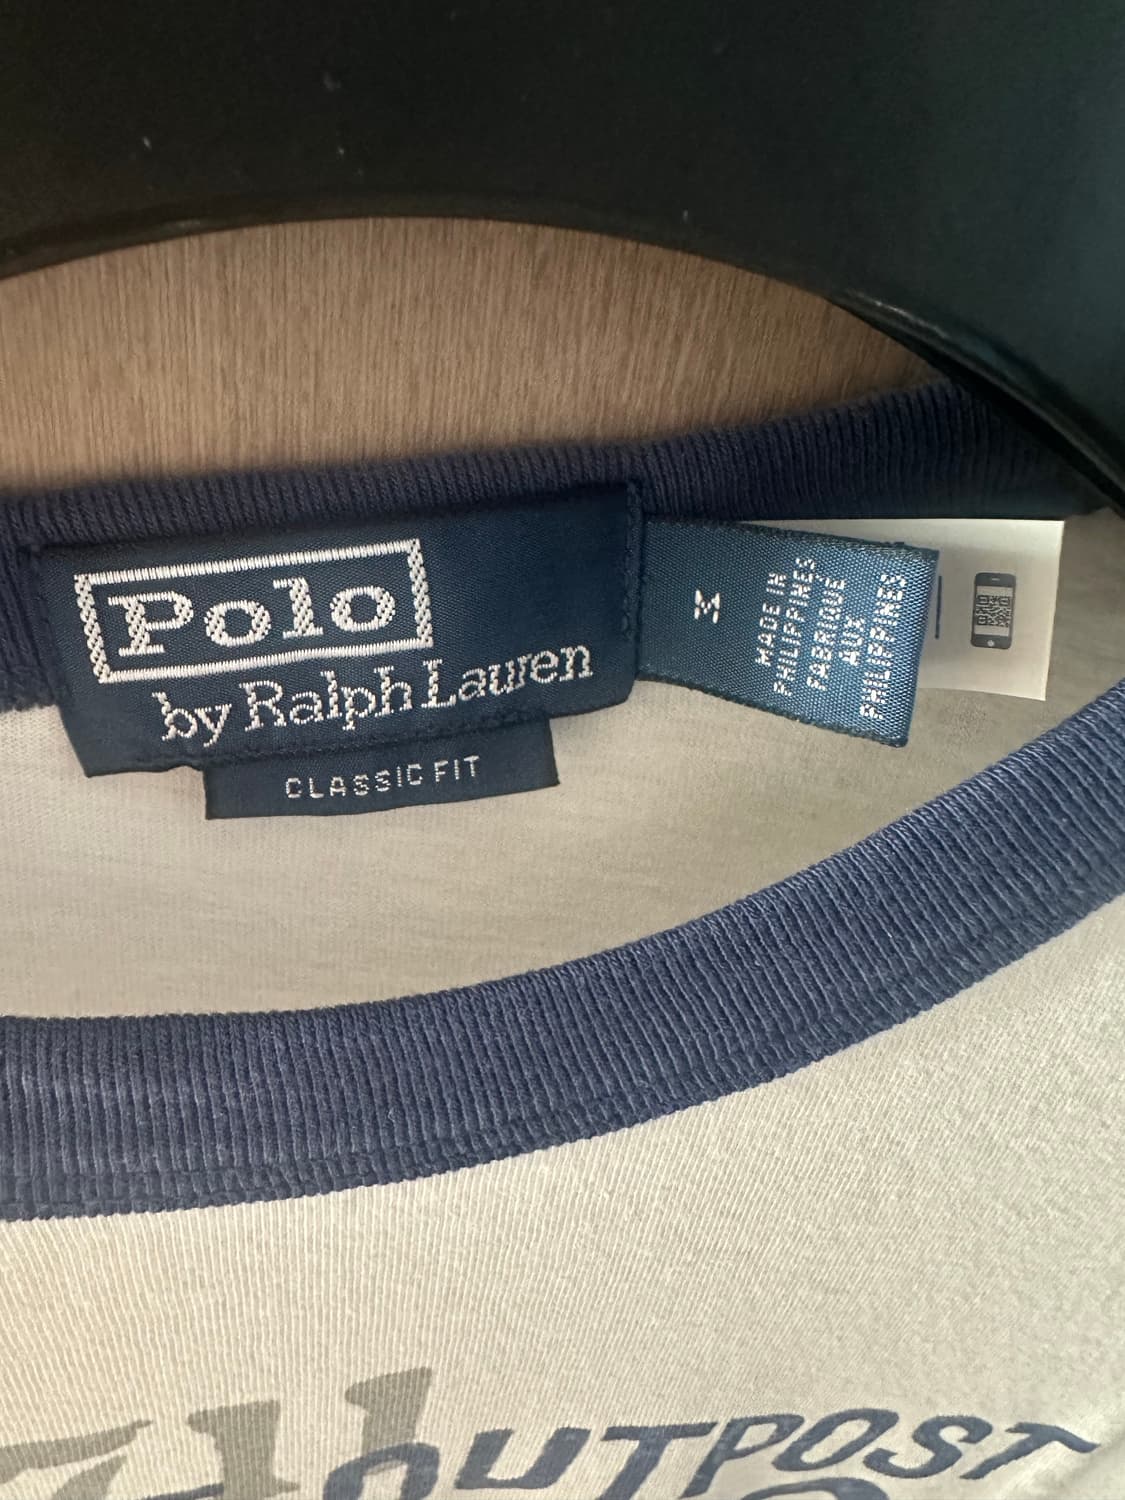 Polo
by Ralph Lauren
CLASSIC FIT
M
MADE IN
PHILIPPINES
FABRIQUÉ
AUX
PHILIPPINES
OUTPOST